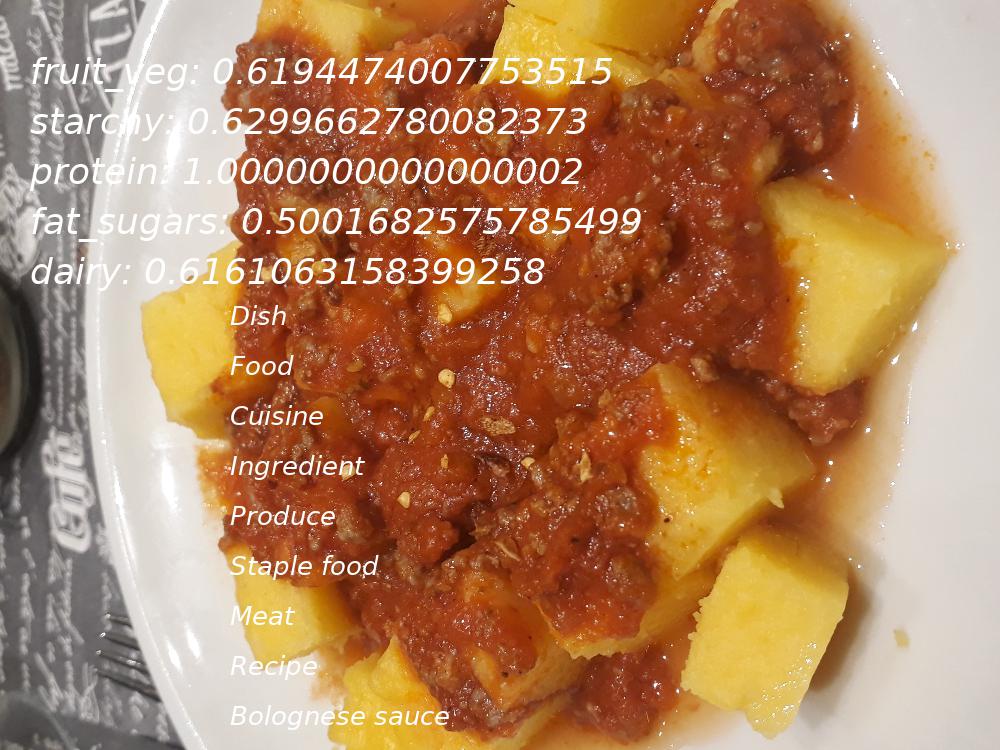 fruit_veg: 0.6194474007753515
starchy: 0.6299662780082373
protein: 1.0000000000000002
fat_sugars: 0.5001682575785499
dairy: 0.6161063158399258
Dish
Food
Cuisine
Ingredient
Produce
Staple food
Meat
Recipe
Bolognese sauce
Café